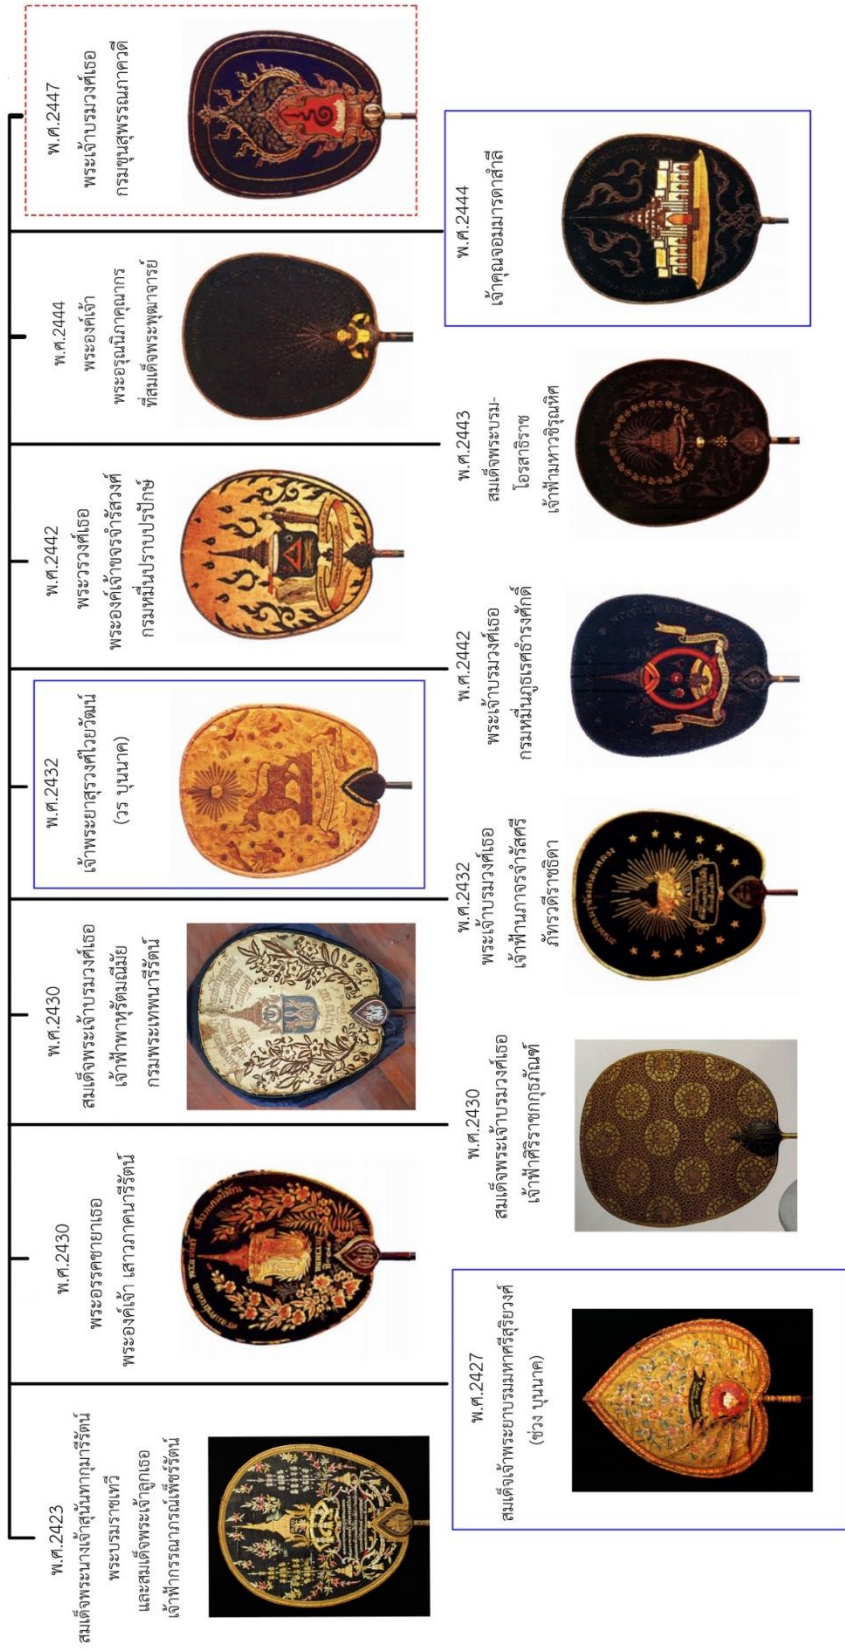 พ.ศ.2423
สมเด็จพระนางเจ้าสุนันทากุมารีรัตน์
พระบรมราชเทวี
และสมเด็จพระเจ้าลูกเธอ
เจ้าฟ้ากรรณาภรณ์เพ็ชรรัตน์
พ.ศ.2430
พระอรรคชายาเธอ
พระองค์เจ้า เสาวภาคนารีรัตน์
พ.ศ.2430
สมเด็จพระเจ้าบรมวงศ์เธอ
เจ้าฟ้าพาหุรัตมณีมัย
กรมพระเทพนารีรัตน์
พ.ศ.2432
เจ้าพระยาสุรวงศ์ไวยวัฒน์
(วร บุนนาค)
พ.ศ.2442
พระวรวงศ์เธอ
พระองค์เจ้าขจรจำรัสวงศ์
กรมหมื่นปราบปรปักษ์
พ.ศ.2444
พระองค์เจ้า
พระอรุณนิภาคุณากร
ที่สมเด็จพระพุฒาจารย์
พ.ศ.2447
พระเจ้าบรมวงศ์เธอ
กรมขุนสุพรรณภาควดี
พ.ศ.2427
สมเด็จเจ้าพระยาบรมมหาศรีสุริยวงศ์
(ช่วง บุนนาค)
พ.ศ.2430
สมเด็จพระเจ้าบรมวงศ์เธอ
เจ้าฟ้าศิริราชกกุธภัณฑ์
พ.ศ.2432
พระเจ้าบรมวงศ์เธอ
เจ้าฟ้านภาจรจำรัสศรี
ภัทรวดีราชธิดา
พ.ศ.2442
พระเจ้าบรมวงศ์เธอ
กรมหมื่นภูธเรศธำรงศักดิ์
พ.ศ.2443
สมเด็จพระบรม-
โอรสาธิราช
เจ้าฟ้ามหาวชิรุณหิศ
พ.ศ.2444
เจ้าคุณจอมมารดาสำลี